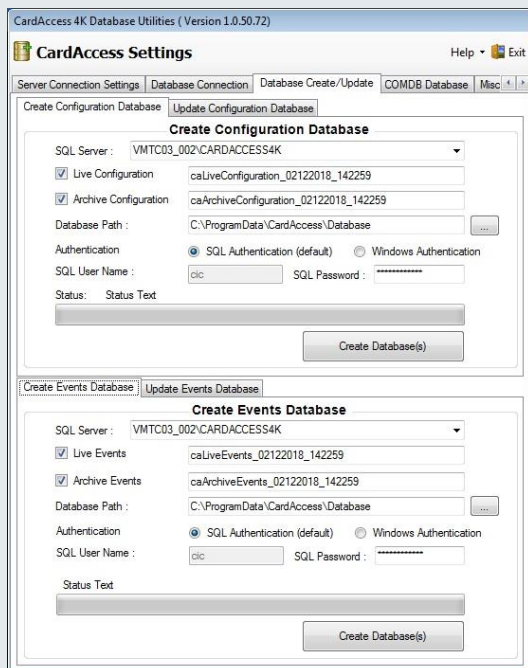 CardAccess 4K Database Utilities ( Version 1.0.50.72)
CardAccess Settings Help Exit
Server Connection Settings Database Connection Database Create/Update COMDB Database Misc
Create Configuration Database Update Configuration Database
Create Configuration Database
SQL Server : VMTC03_002\CARDACCESS4K
Live Configuration caLiveConfiguration_02122018_142259
Archive Configuration caArchiveConfiguration_02122018_142259
Database Path : C:\ProgramData\CardAccess\Database ...
Authentication SQL Authentication (default) Windows Authentication
SQL User Name : cic SQL Password : ************
Status: Status Text
Create Database(s)
Create Events Database Update Events Database
Create Events Database
SQL Server : VMTC03_002\CARDACCESS4K
Live Events caLiveEvents_02122018_142259
Archive Events caArchiveEvents_02122018_142259
Database Path : C:\ProgramData\CardAccess\Database ...
Authentication SQL Authentication (default) Windows Authentication
SQL User Name : cic SQL Password : ************
Status Text
Create Database(s)